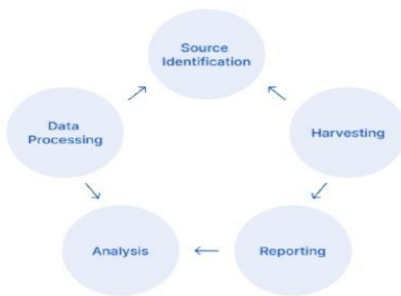 Source
Identification
Data
Processing
Harvesting
Analysis
Reporting